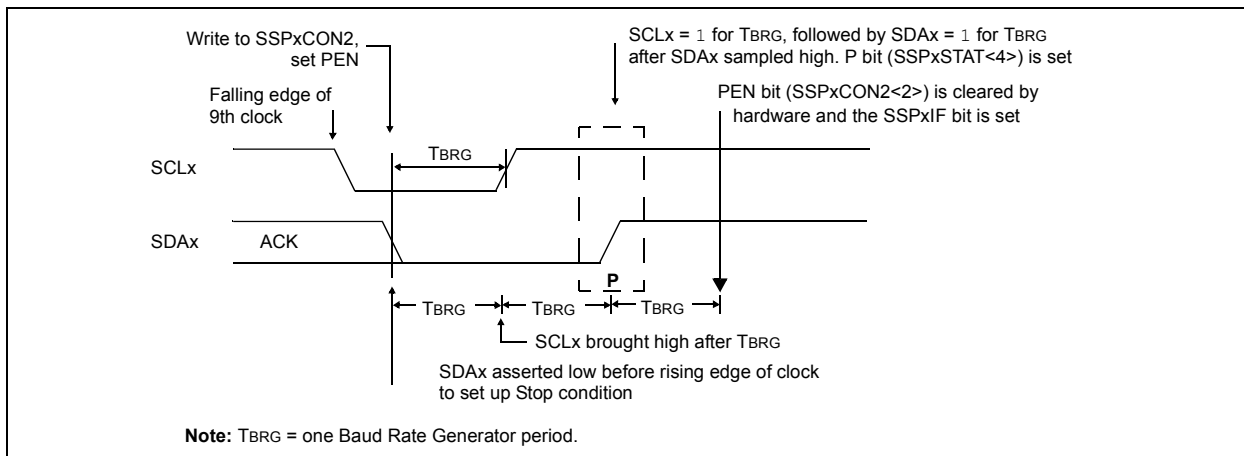 Write to SSPxCON2,
set PEN
SCLx = 1 for TBRG, followed by SDAx = 1 for TBRG
after SDAx sampled high. P bit (SSPxSTAT<4>) is set
Falling edge of
9th clock
PEN bit (SSPxCON2<2>) is cleared by
hardware and the SSPxIF bit is set
TBRG
SCLx
SDAx
ACK
P
TBRG
TBRG
TBRG
SCLx brought high after TBRG
SDAx asserted low before rising edge of clock
to set up Stop condition
Note: TBRG = one Baud Rate Generator period.